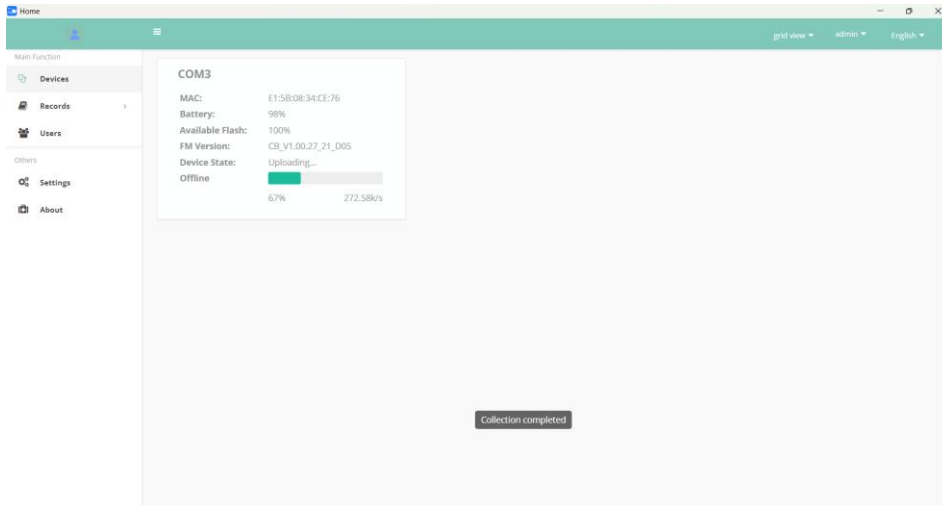 Home
grid view admin English
Main Function
Devices
Records
Users
Others
Settings
About
COM3
MAC: E1:5B:08:34:CE:76
Battery: 98%
Available Flash: 100%
FM Version: CB_V1.00.27_21_D05
Device State: Uploading...
Offline
67% 272.58k/s
Collection completed